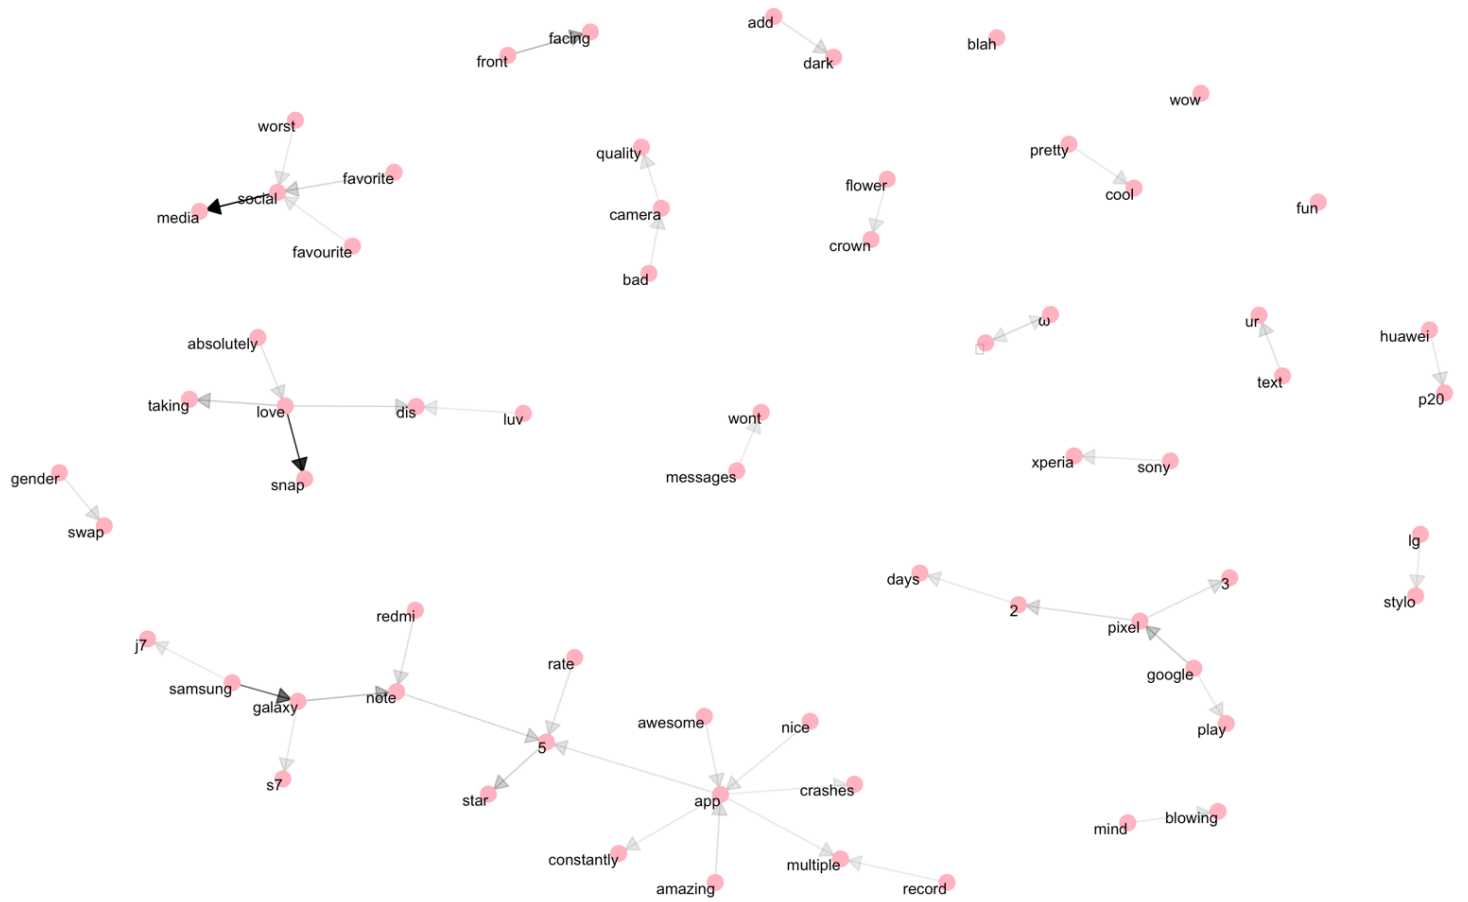 add
facing
blah
front
dark
wow
worst
pretty
quality
favorite
flower
cool
social
fun
camera
media
crown
favourite
bad
ω
ur
huawei
absolutely
text
p20
taking
love
dis
luv
wont
xperia
sony
gender
messages
snap
swap
lg
days
3
stylo
2
redmi
pixel
j7
rate
google
samsung
note
galaxy
awesome
nice
play
5
s7
crashes
star
app
blowing
mind
constantly
multiple
amazing
record